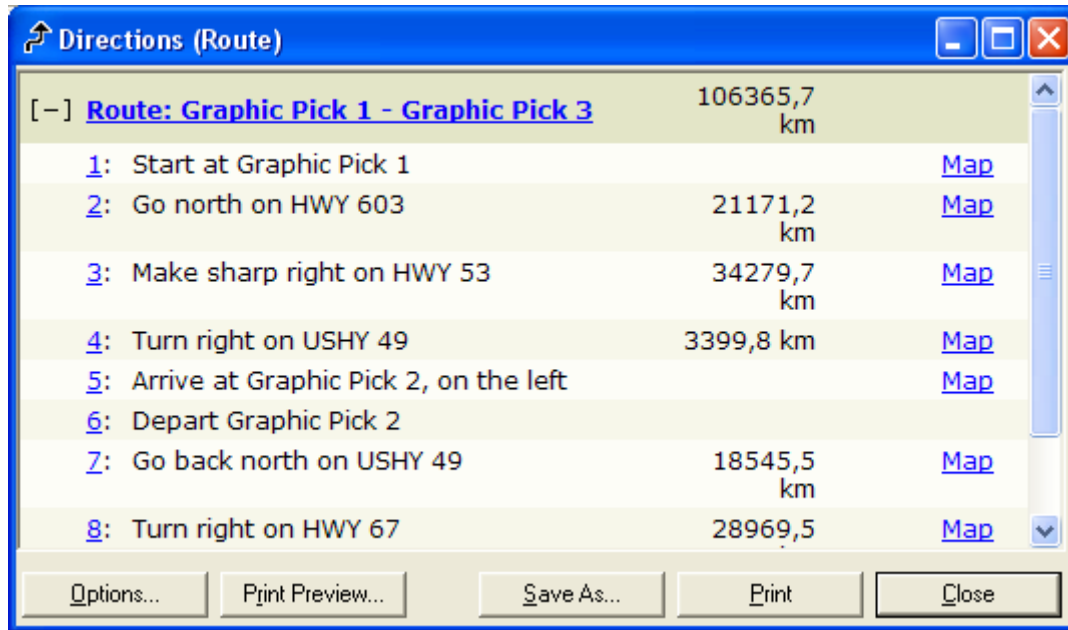 Directions (Route)
[−] Route: Graphic Pick 1 - Graphic Pick 3 106365,7
km
1: Start at Graphic Pick 1 Map
2: Go north on HWY 603 21171,2 Map
km
3: Make sharp right on HWY 53 34279,7 Map
km
4: Turn right on USHY 49 3399,8 km Map
5: Arrive at Graphic Pick 2, on the left Map
6: Depart Graphic Pick 2
7: Go back north on USHY 49 18545,5 Map
km
8: Turn right on HWY 67 28969,5 Map
Options... Print Preview... Save As... Print Close